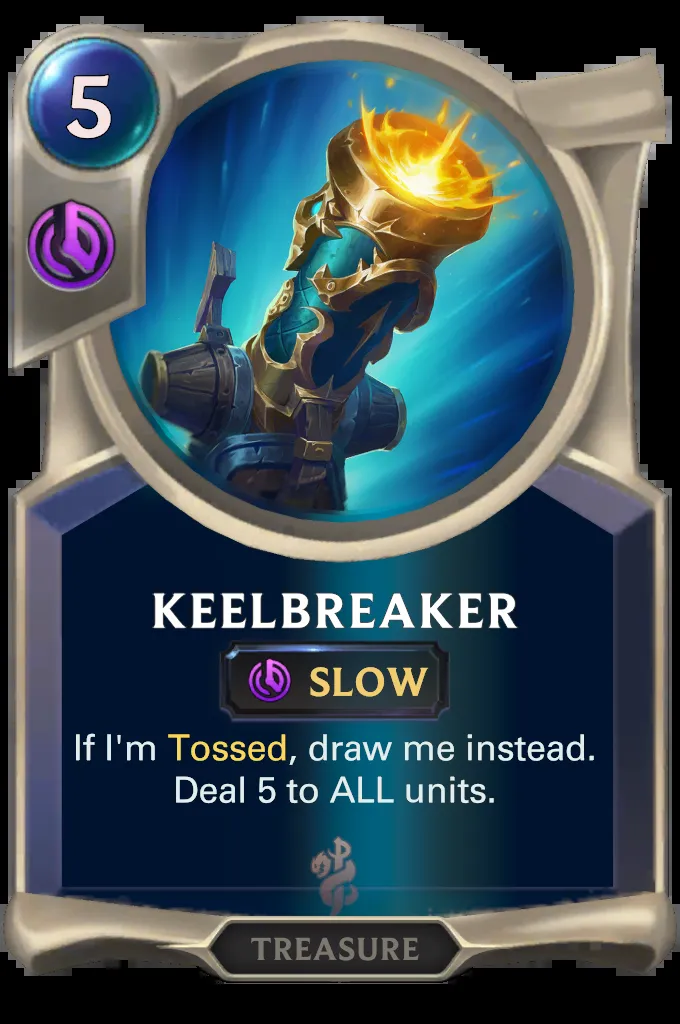 5
KEELBREAKER
SLOW
If I'm Tossed, draw me instead.
Deal 5 to ALL units.
TREASURE